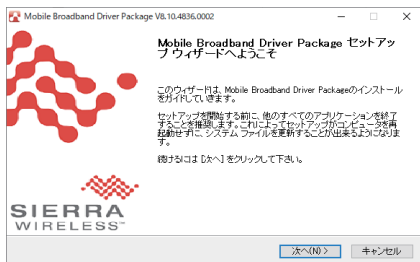 Mobile Broadband Driver Package V8.10.4836.0002
Mobile Broadband Driver Package セットアッ
プ ウィザードへようこそ
このウィザードは、Mobile Broadband Driver Packageのインストール
をガイドしていきます。
セットアップを開始する前に、他のすべてのアプリケーションを終了
することを推奨します。これによってセットアップがコンピュータを再
起動せずに、システム ファイルを更新することが出来るようになりま
す。
続けるには [次へ] をクリックして下さい。
SIERRA
WIRELESS™
次へ(N) >
キャンセル